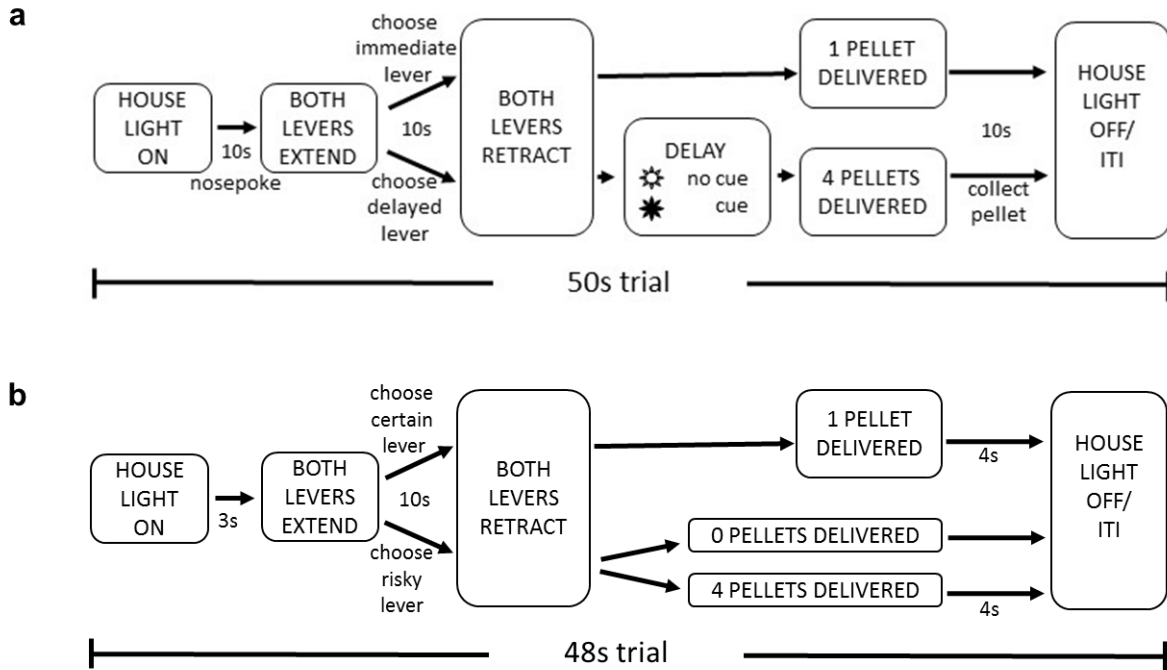 a
HOUSE
LIGHT
ON
10s
nosepoke
BOTH
LEVERS
EXTEND
choose
immediate
lever
10s
choose
delayed
lever
BOTH
LEVERS
RETRACT
1 PELLET
DELIVERED
DELAY
no cue
cue
4 PELLETS
DELIVERED
10s
collect
pellet
HOUSE
LIGHT
OFF/
ITI
50s trial
b
HOUSE
LIGHT
ON
3s
BOTH
LEVERS
EXTEND
choose
certain
lever
10s
choose
risky
lever
BOTH
LEVERS
RETRACT
1 PELLET
DELIVERED
4s
0 PELLETS DELIVERED
4 PELLETS DELIVERED
4s
HOUSE
LIGHT
OFF/
ITI
48s trial